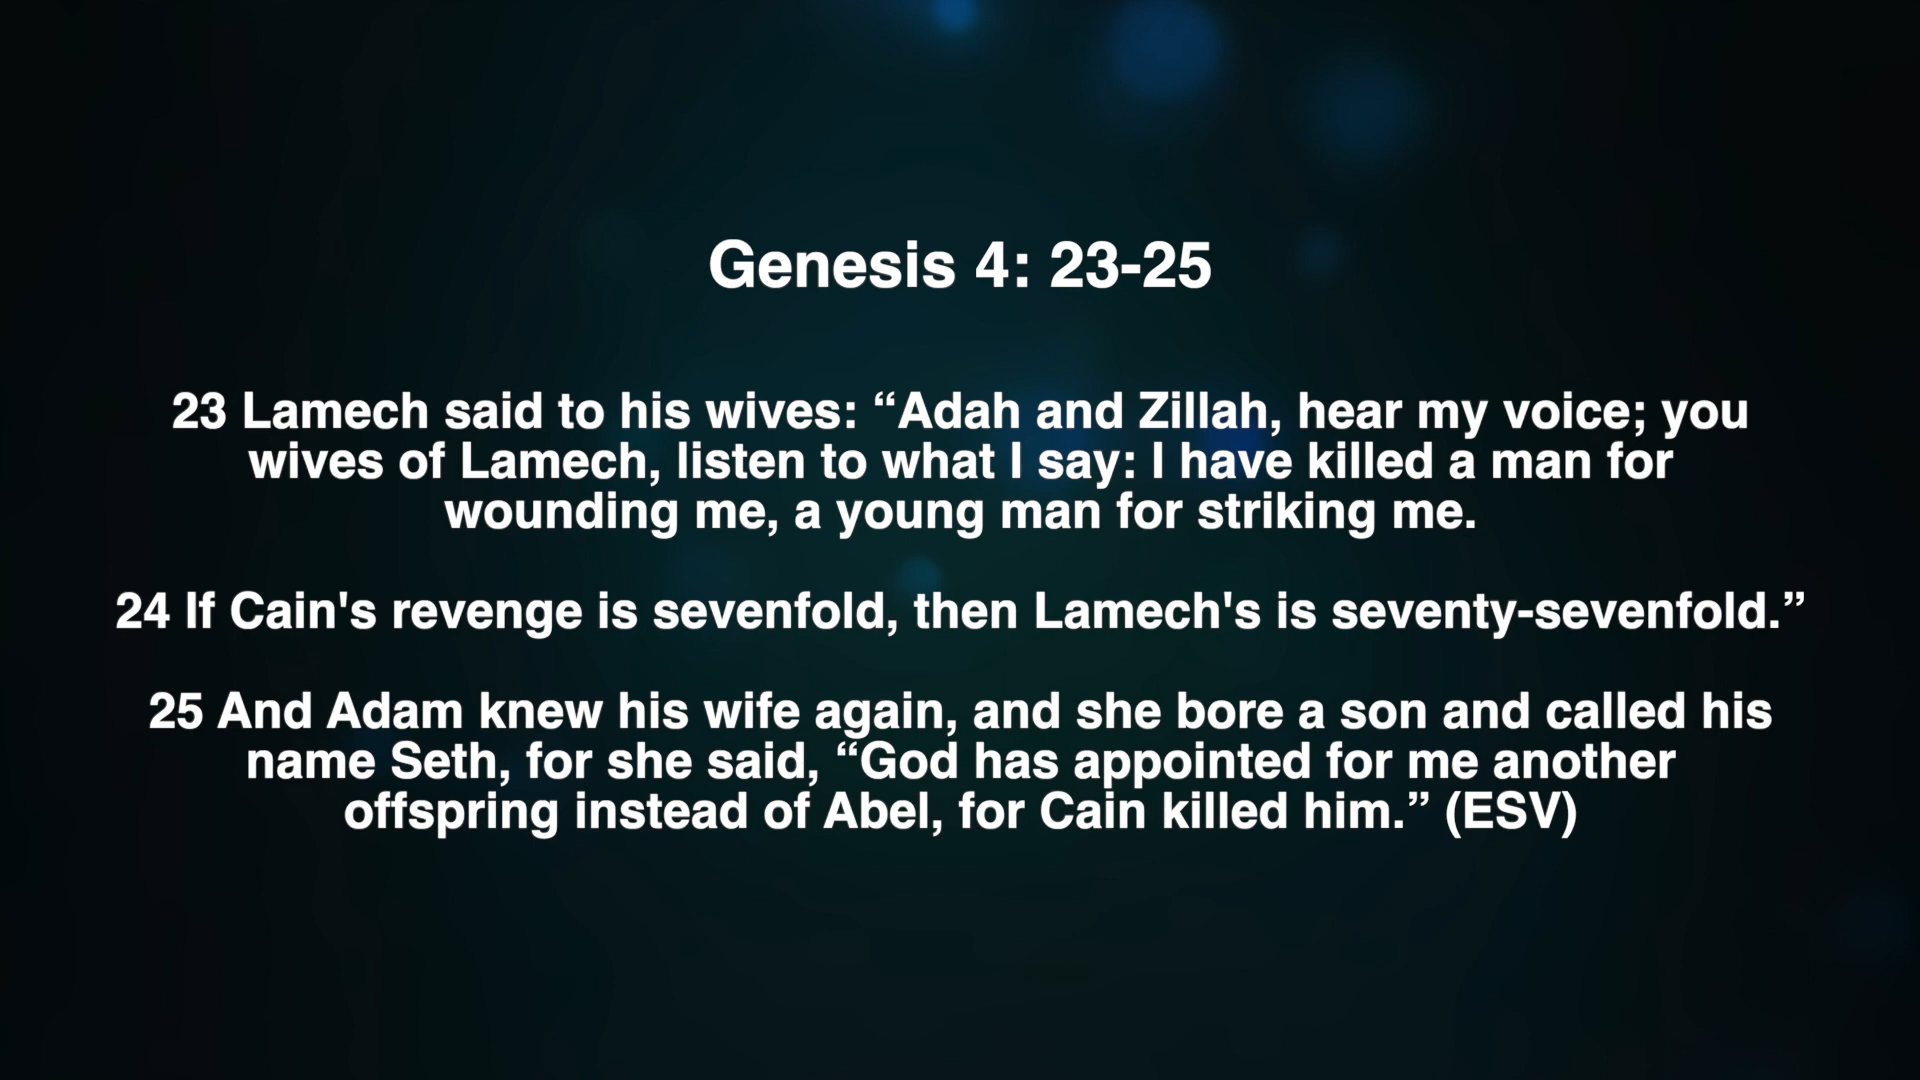 Genesis 4: 23-25
23 Lamech said to his wives: “Adah and Zillah, hear my voice; you
wives of Lamech, listen to what I say: I have killed a man for
wounding me, a young man for striking me.
24 If Cain's revenge is sevenfold, then Lamech's is seventy-sevenfold.”
25 And Adam knew his wife again, and she bore a son and called his
name Seth, for she said, “God has appointed for me another
offspring instead of Abel, for Cain killed him.” (ESV)